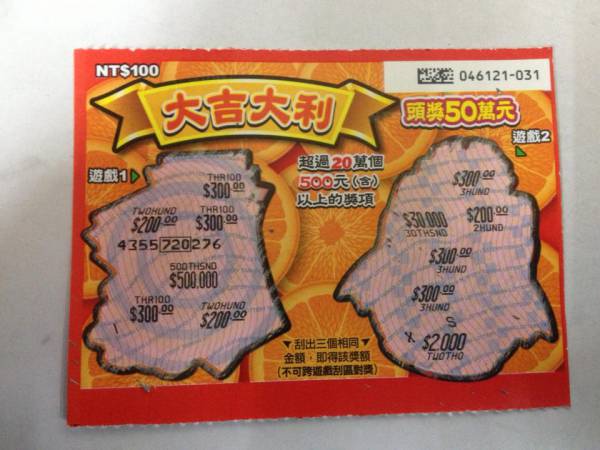 NT$100
046121-031
大吉大利
頭獎50萬元
遊戲1
超過20萬個
500元(含)
以上的獎項
遊戲2
THR100
$300.00
TWOHUND
$200.00
THR100
$300.00
4355 720 276
500THSND
$500.000
THR100
$300.00
TWOHUND
$200.00
$300.00
3HUND
$30.000
30THSND
$200.00
2HUND
$300.00
3HUND
$300.00
3HUND
$2.000
TWOTHO
▼刮出三個相同▼
金額，即得該獎額
(不可跨遊戲刮區對獎)